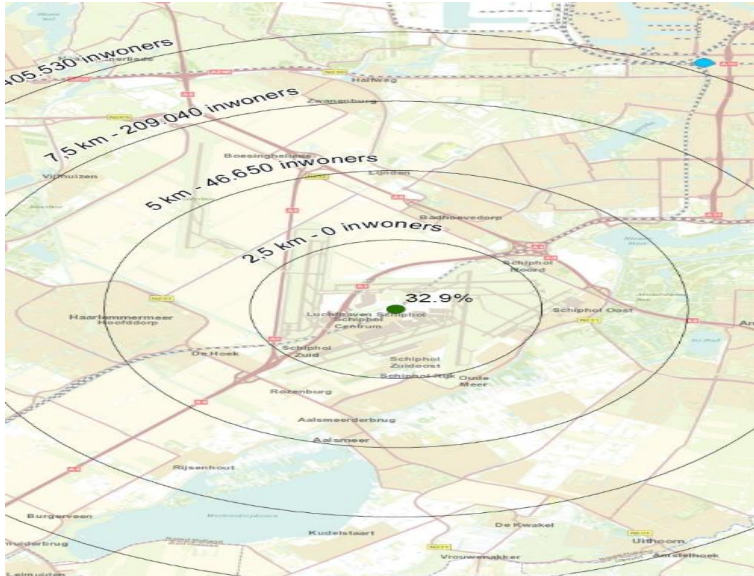 405.530 inwoners
Halfweg
7,5 km - 209.040 inwoners
Zwanenburg
Boesingheliede
Vijfhuizen
Lijnden
5 km - 46.650 inwoners
Badhoevedorp
2,5 km - 0 inwoners
Schiphol
Noord
32.9%
Haarlemmermeer
Hoofddorp
Luchthaven Schiphol
Schiphol
Centrum
Schiphol Oost
De Hoek
Schiphol
Zuid
Schiphol
Zuidoost
Schiphol Rijk
Oude
Meer
Rozenburg
Aalsmeerderbrug
Aalsmeer
Rijsenhout
Burgerveen
Kudelstaart
De Kwakel
Uithoorn
Vrouwenakker
Amstelhoek
Leimuiden